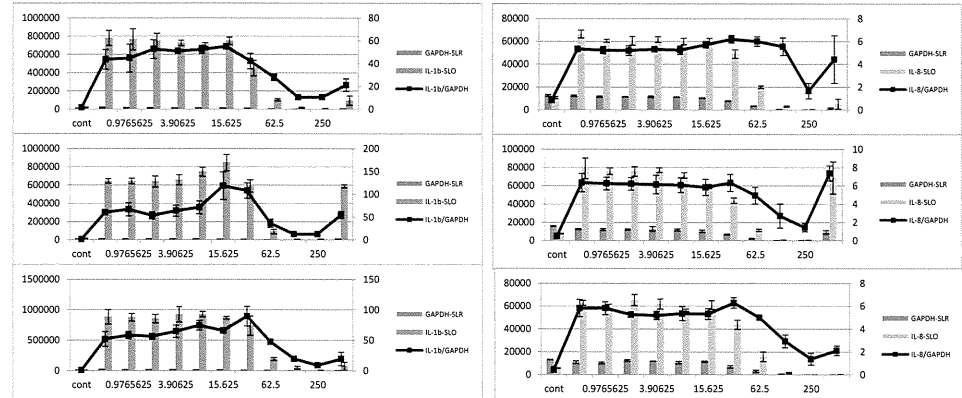 1000000
800000
600000
400000
200000
0
80
60
40
20
0
cont 0.9765625 3.90625 15.625 62.5 250
GAPDH-SLR
IL-1b-SLO
IL-1b/GAPDH
80000
60000
40000
20000
0
8
6
4
2
0
cont 0.9765625 3.90625 15.625 62.5 250
GAPDH-SLR
IL-8-SLO
IL-8/GAPDH
1000000
800000
600000
400000
200000
0
200
150
100
50
0
cont 0.9765625 3.90625 15.625 62.5 250
GAPDH-SLR
IL-1b-SLO
IL-1b/GAPDH
100000
80000
60000
40000
20000
0
10
8
6
4
2
0
cont 0.9765625 3.90625 15.625 62.5 250
GAPDH-SLR
IL-8-SLO
IL-8/GAPDH
1500000
1000000
500000
0
150
100
50
0
cont 0.9765625 3.90625 15.625 62.5 250
GAPDH-SLR
IL-1b-SLO
IL-1b/GAPDH
80000
60000
40000
20000
0
8
6
4
2
0
cont 0.9765625 3.90625 15.625 62.5 250
GAPDH-SLR
IL-8-SLO
IL-8/GAPDH